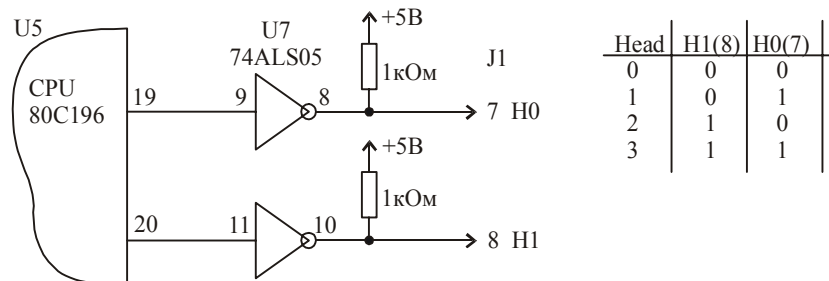 U5
CPU
80C196
19
20
U7
74ALS05
9
8
11
10
+5В
1кОм
J1
7 H0
+5В
1кОм
8 H1
Head H1(8) H0(7)
0 0 0
1 0 1
2 1 0
3 1 1